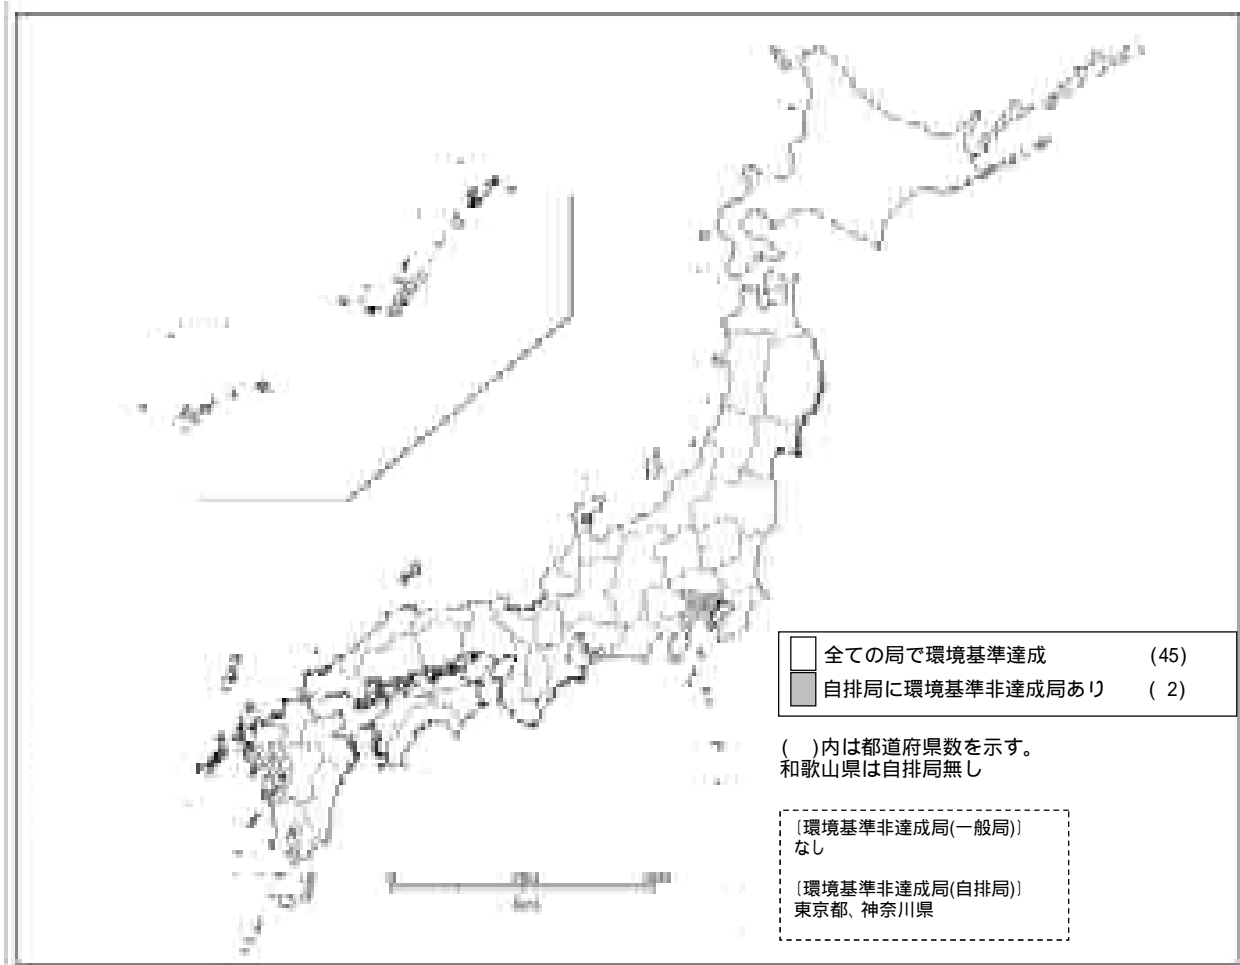 全ての局で環境基準達成 (45)
自排局に環境基準非達成局あり ( 2)
( )内は都道府県数を示す。
和歌山県は自排局無し
[環境基準非達成局(一般局)]
なし
[環境基準非達成局(自排局)]
東京都、神奈川県